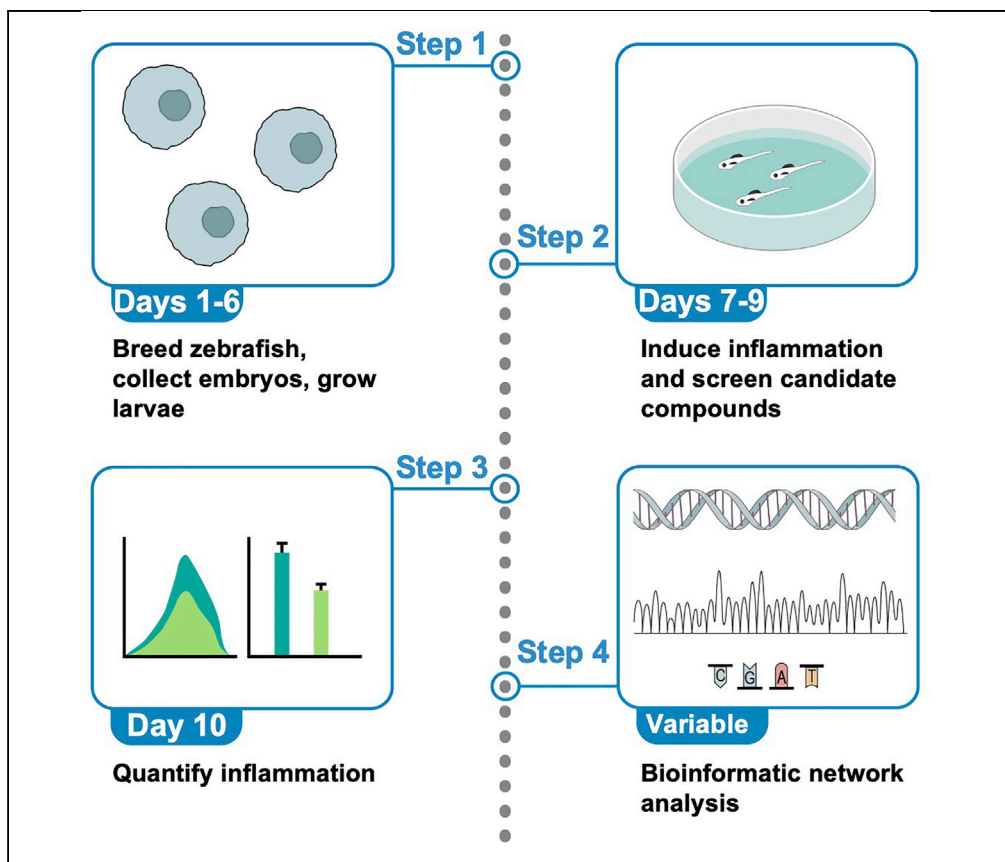 Step 1
Days 1-6
Breed zebrafish,
collect embryos, grow
larvae
Step 2
Days 7-9
Induce inflammation
and screen candidate
compounds
Step 3
Day 10
Quantify inflammation
Step 4
C G A T
Variable
Bioinformatic network
analysis